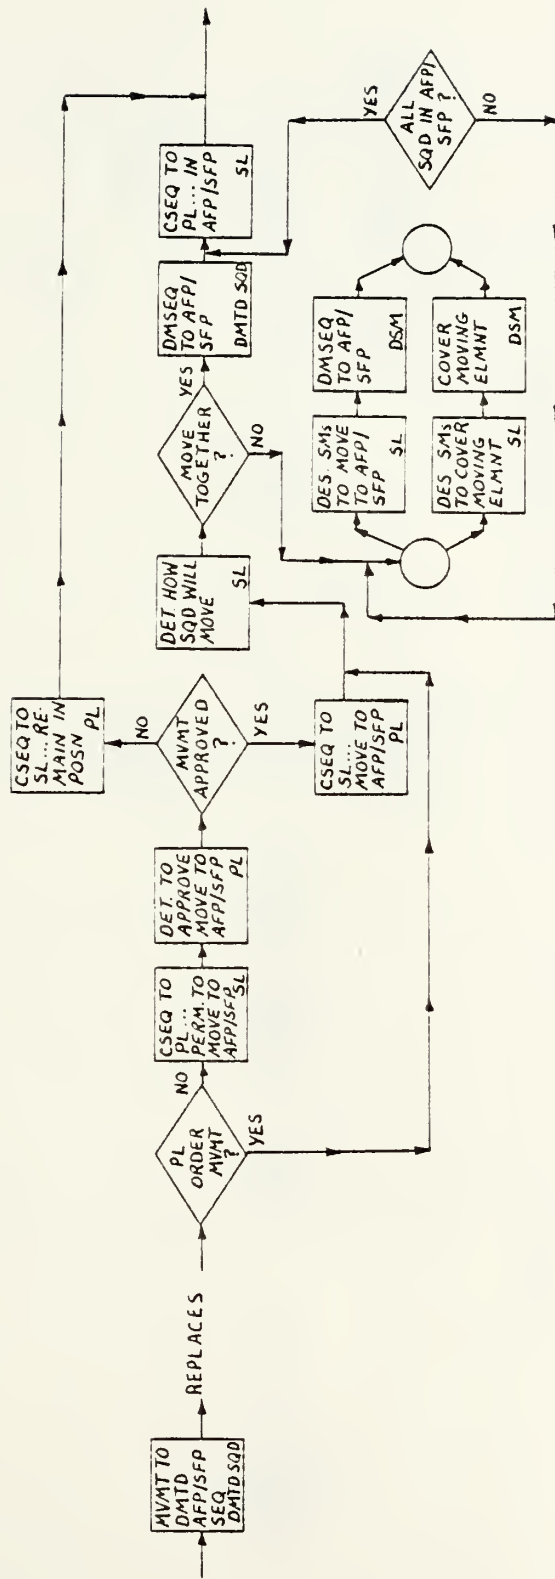 MVMT TO
DMTD
AFP/SFP
SEQ
DMTD SQD
REPLACES
PL
ORDER
MVMT
?
NO
YES
CSEQ TO
PL...
PERM. TO
MOVE TO
AFP/SFP
SL
DET. TO
APPROVE
MOVE TO
AFP/SFP
PL
MVMT
APPROVED
?
NO
YES
CSEQ TO
SL...RE-
MAIN IN
POSN
PL
CSEQ TO
SL...
MOVE TO
AFP/SFP
PL
DET. HOW
SQD WILL
MOVE
SL
MOVE
TOGETHER
?
YES
NO
DMSEQ
TO AFP/
SFP
DMTD SQD
CSEQ TO
PL... IN
AFP/SFP
SL
DES. SMs
TO MOVE
TO AFP/
SFP
SL
DMSEQ
TO AFP/
SFP
DSM
DES. SMs
TO COVER
MOVING
ELMNT
SL
COVER
MOVING
ELMNT
DSM
ALL
SQD IN AFP/
SFP
?
YES
NO